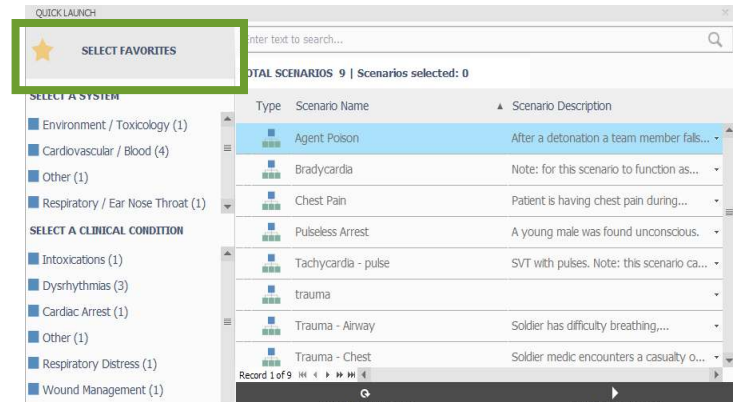 QUICK LAUNCH
SELECT FAVORITES
Enter text to search...
TOTAL SCENARIOS 9 | Scenarios selected: 0
SELECT A SYSTEM
Environment / Toxicology (1)
Cardiovascular / Blood (4)
Other (1)
Respiratory / Ear Nose Throat (1)
SELECT A CLINICAL CONDITION
Intoxications (1)
Dysrhythmias (3)
Cardiac Arrest (1)
Other (1)
Respiratory Distress (1)
Wound Management (1)
Type Scenario Name Scenario Description
Agent Poison After a detonation a team member falls...
Bradycardia Note: for this scenario to function as...
Chest Pain Patient is having chest pain during...
Pulseless Arrest A young male was found unconscious.
Tachycardia - pulse SVT with pulses. Note: this scenario ca...
trauma
Trauma - Airway Soldier has difficulty breathing,...
Trauma - Chest Soldier medic encounters a casualty o...
Record 1 of 9